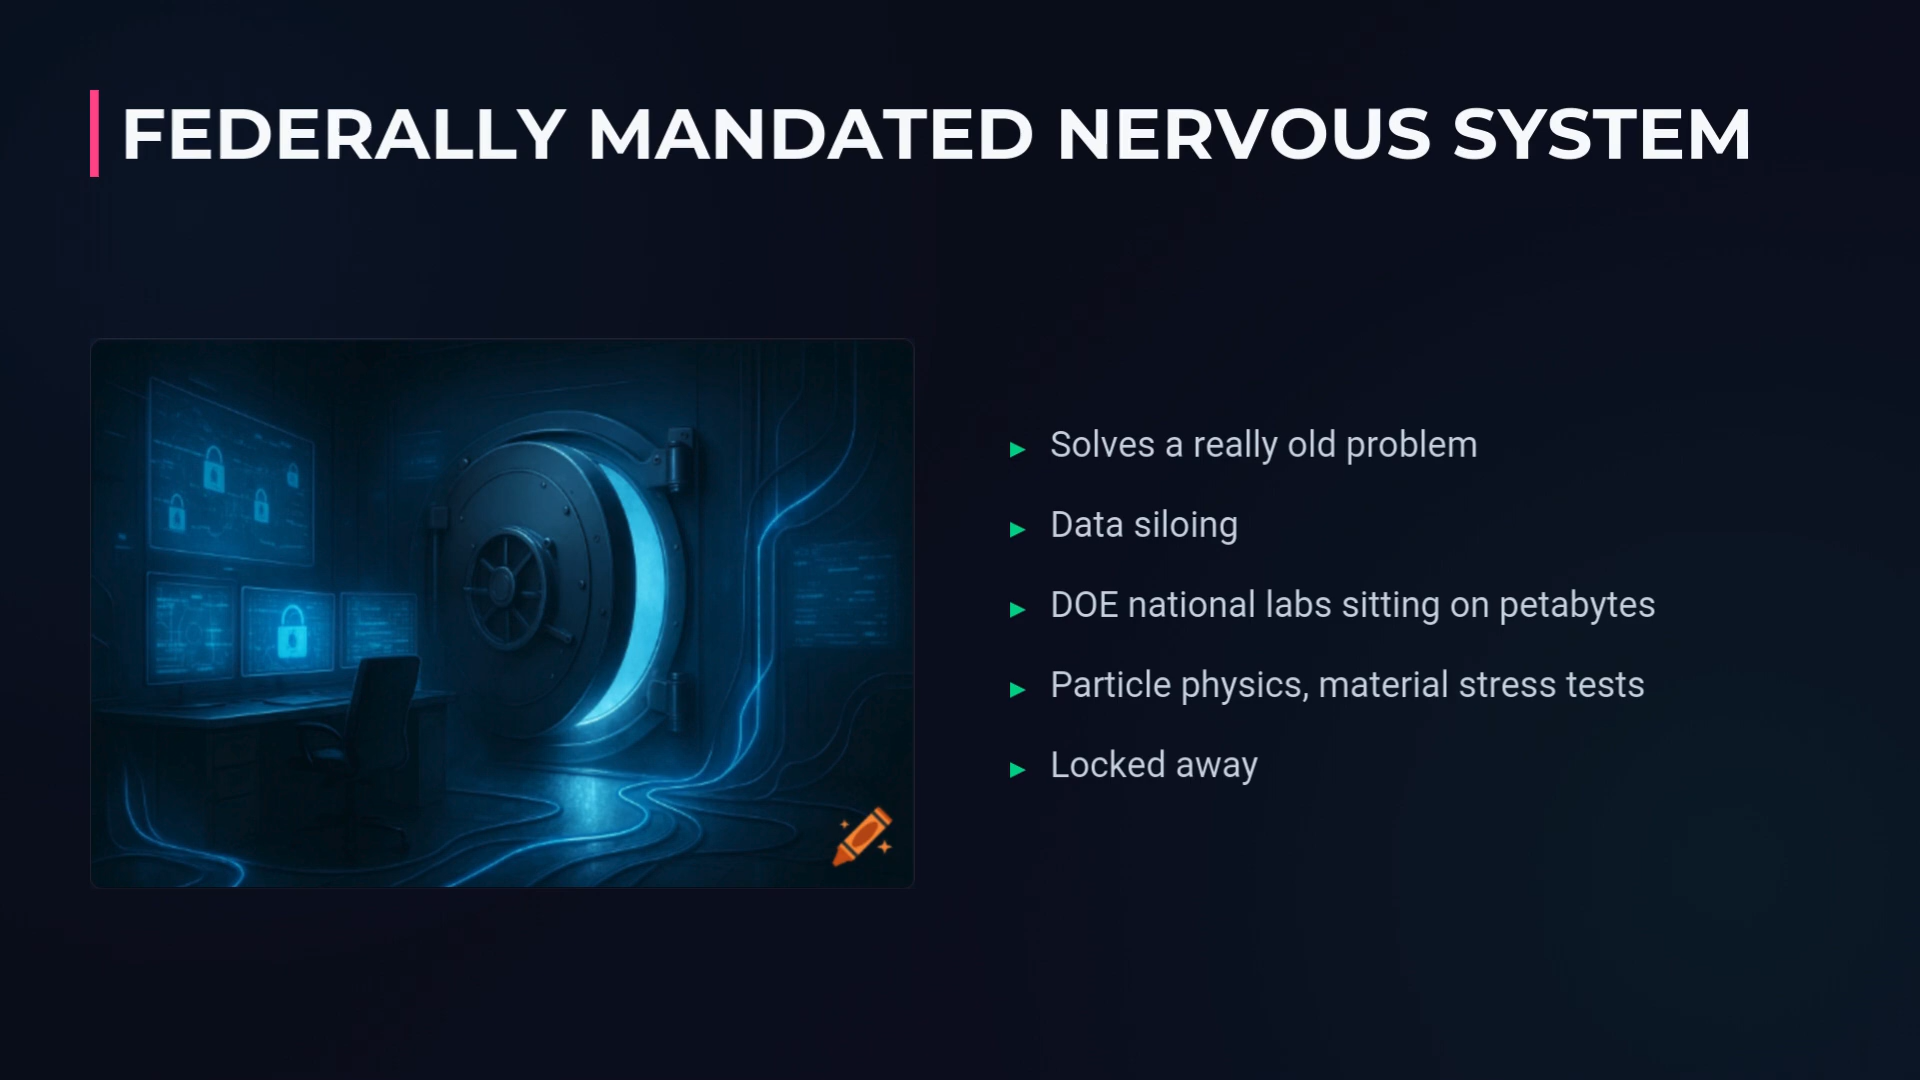 FEDERALLY MANDATED NERVOUS SYSTEM
Solves a really old problem
Data siloing
DOE national labs sitting on petabytes
Particle physics, material stress tests
Locked away